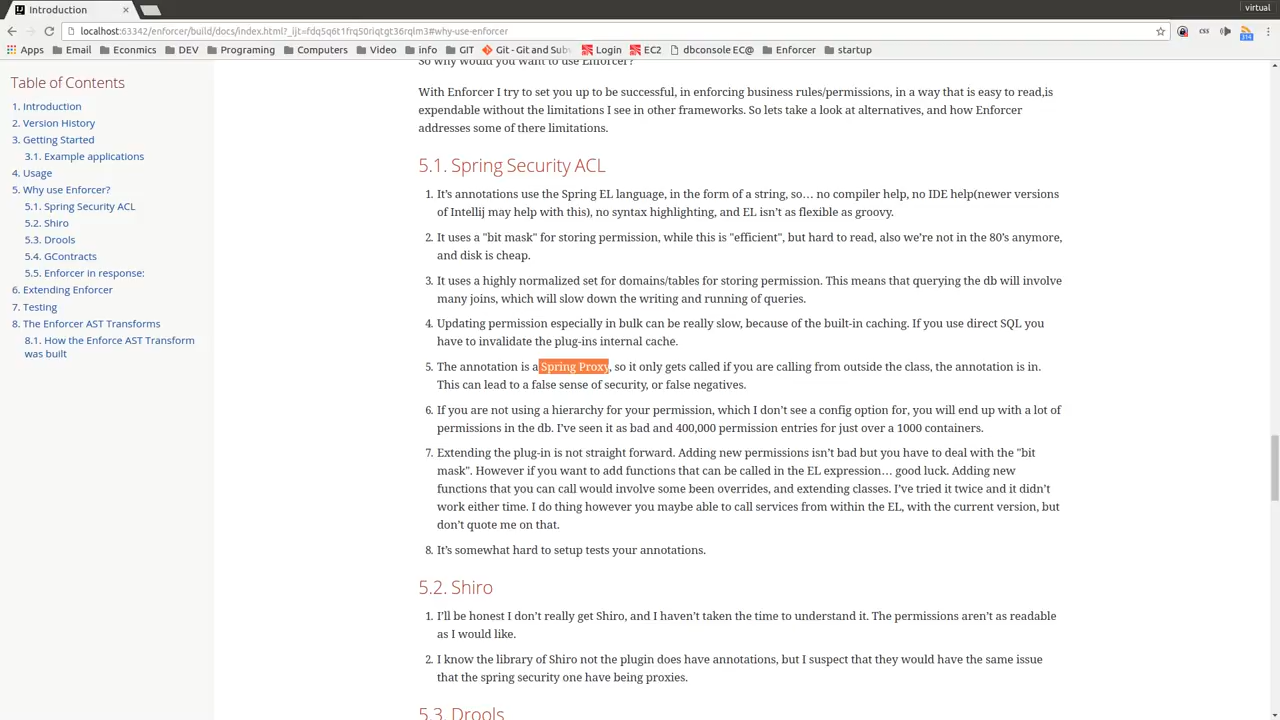 Introduction
virtual
localhost:63342/enforcer/build/docs/index.html?_ijt=fdq5q6t1frqS0riqtgt36rqlm3#why-use-enforcer
Apps Email Econmics DEV Programing Computers Video info GIT Git - Git and Sub Login EC2 dbconsole EC@ Enforcer startup
css
314
Table of Contents
1. Introduction
2. Version History
3. Getting Started
3.1. Example applications
4. Usage
5. Why use Enforcer?
5.1. Spring Security ACL
5.2. Shiro
5.3. Drools
5.4. GContracts
5.5. Enforcer in response:
6. Extending Enforcer
7. Testing
8. The Enforcer AST Transforms
8.1. How the Enforce AST Transform
was built
So why would you want to use Enforcer?
With Enforcer I try to set you up to be successful, in enforcing business rules/permissions, in a way that is easy to read,is
expendable without the limitations I see in other frameworks. So lets take a look at alternatives, and how Enforcer
addresses some of there limitations.
5.1. Spring Security ACL
1. It's annotations use the Spring EL language, in the form of a string, so… no compiler help, no IDE help(newer versions
of Intellij may help with this), no syntax highlighting, and EL isn't as flexible as groovy.
2. It uses a "bit mask" for storing permission, while this is "efficient", but hard to read, also we're not in the 80's anymore,
and disk is cheap.
3. It uses a highly normalized set for domains/tables for storing permission. This means that querying the db will involve
many joins, which will slow down the writing and running of queries.
4. Updating permission especially in bulk can be really slow, because of the built-in caching. If you use direct SQL you
have to invalidate the plug-ins internal cache.
5. The annotation is a Spring Proxy, so it only gets called if you are calling from outside the class, the annotation is in.
This can lead to a false sense of security, or false negatives.
6. If you are not using a hierarchy for your permission, which I don't see a config option for, you will end up with a lot of
permissions in the db. I've seen it as bad and 400,000 permission entries for just over a 1000 containers.
7. Extending the plug-in is not straight forward. Adding new permissions isn't bad but you have to deal with the "bit
mask". However if you want to add functions that can be called in the EL expression… good luck. Adding new
functions that you can call would involve some been overrides, and extending classes. I've tried it twice and it didn't
work either time. I do thing however you maybe able to call services from within the EL, with the current version, but
don't quote me on that.
8. It's somewhat hard to setup tests your annotations.
5.2. Shiro
1. I'll be honest I don't really get Shiro, and I haven't taken the time to understand it. The permissions aren't as readable
as I would like.
2. I know the library of Shiro not the plugin does have annotations, but I suspect that they would have the same issue
that the spring security one have being proxies.
5.3. Drools